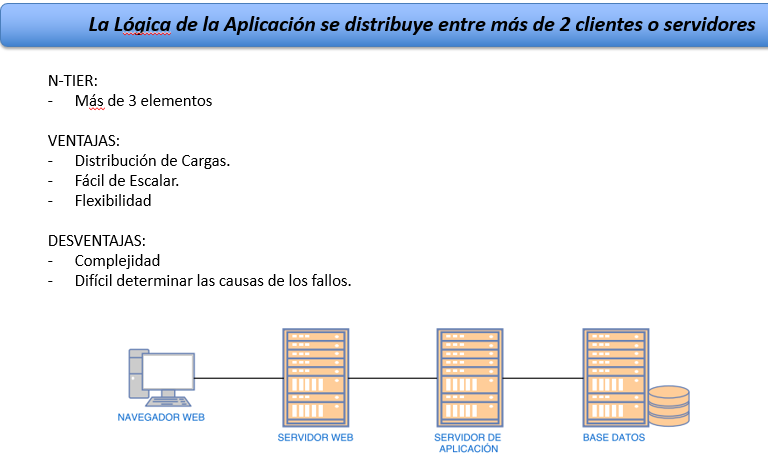 La Lógica de la Aplicación se distribuye entre más de 2 clientes o servidores
N-TIER:
- Más de 3 elementos
VENTAJAS:
- Distribución de Cargas.
- Fácil de Escalar.
- Flexibilidad
DESVENTAJAS:
- Complejidad
- Difícil determinar las causas de los fallos.
NAVEGADOR WEB
SERVIDOR WEB
SERVIDOR DE
APLICACIÓN
BASE DATOS